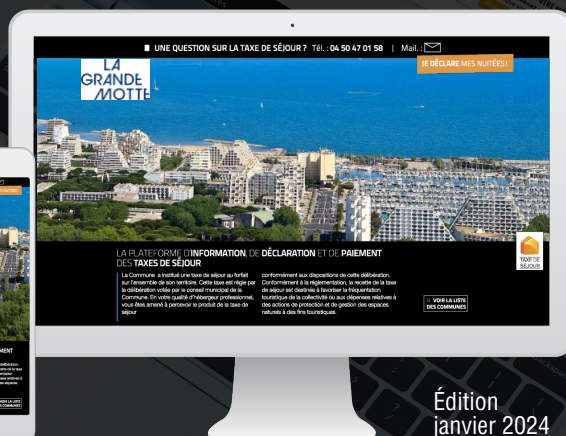 UNE QUESTION SUR LA TAXE DE SÉJOUR ? Tél. : 04 50 47 01 58 | Mail. :
LA
GRANDE
MOTTE
JE DÉCLARE MES NUITÉES !
LA PLATEFORME D'INFORMATION, DE DÉCLARATION ET DE PAIEMENT
DES TAXES DE SÉJOUR
La Commune a institué une taxe de séjour au forfait
sur l'ensemble de son territoire. Cette taxe est régie par
la délibération votée par le conseil municipal de la
Commune. En votre qualité d'hébergeur professionnel,
vous êtes amené à percevoir le produit de la taxe de
séjour
conformément aux dispositions de cette délibération.
Conformément à la réglementation, la recette de la taxe
de séjour est destinée à favoriser la fréquentation
touristique de la collectivité ou aux dépenses relatives à
des actions de protection et de gestion des espaces
naturels à des fins touristiques.
TAXE DE
SÉJOUR
VOIR LA LISTE
DES COMMUNES
Édition
janvier 2024